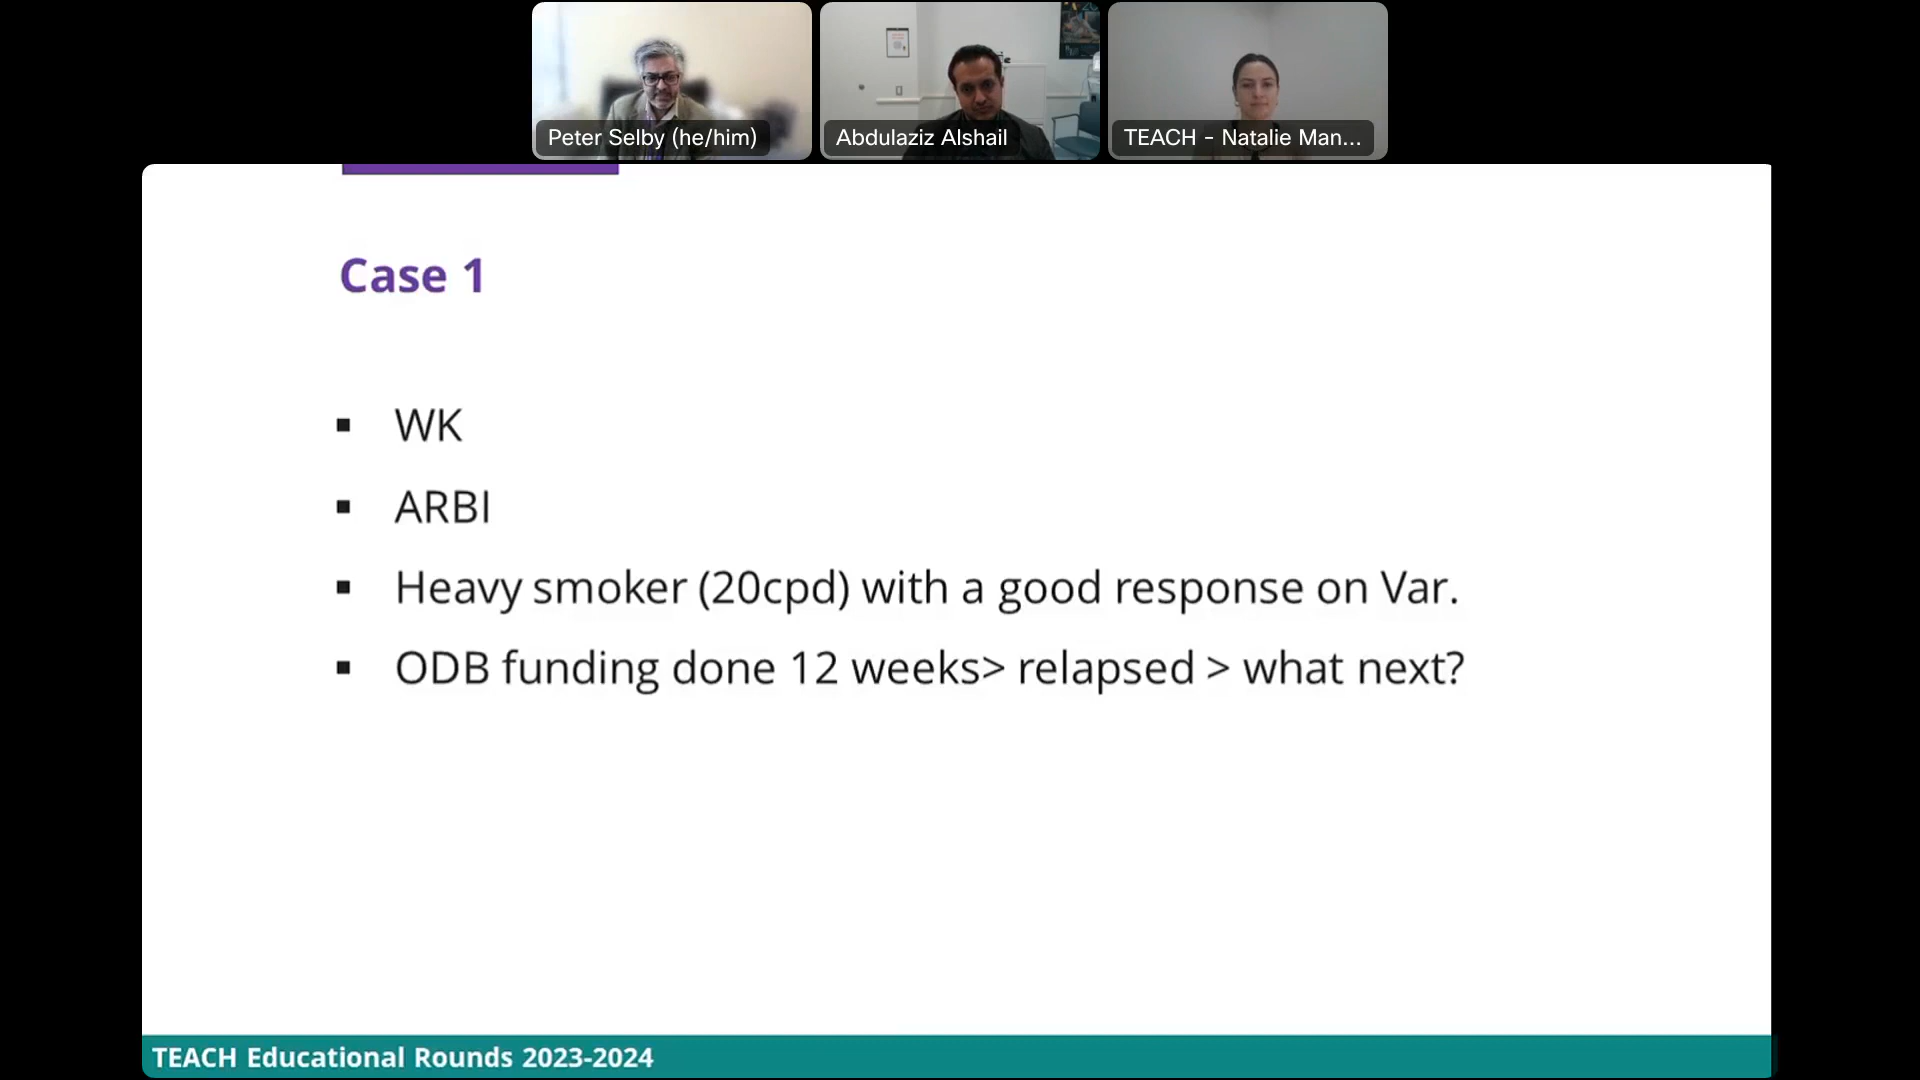 Peter Selby (he/him)
Abdulaziz Alshail
TEACH - Natalie Man...
Case 1
▪ WK
▪ ARBI
▪ Heavy smoker (20cpd) with a good response on Var.
▪ ODB funding done 12 weeks> relapsed > what next?
TEACH Educational Rounds 2023-2024